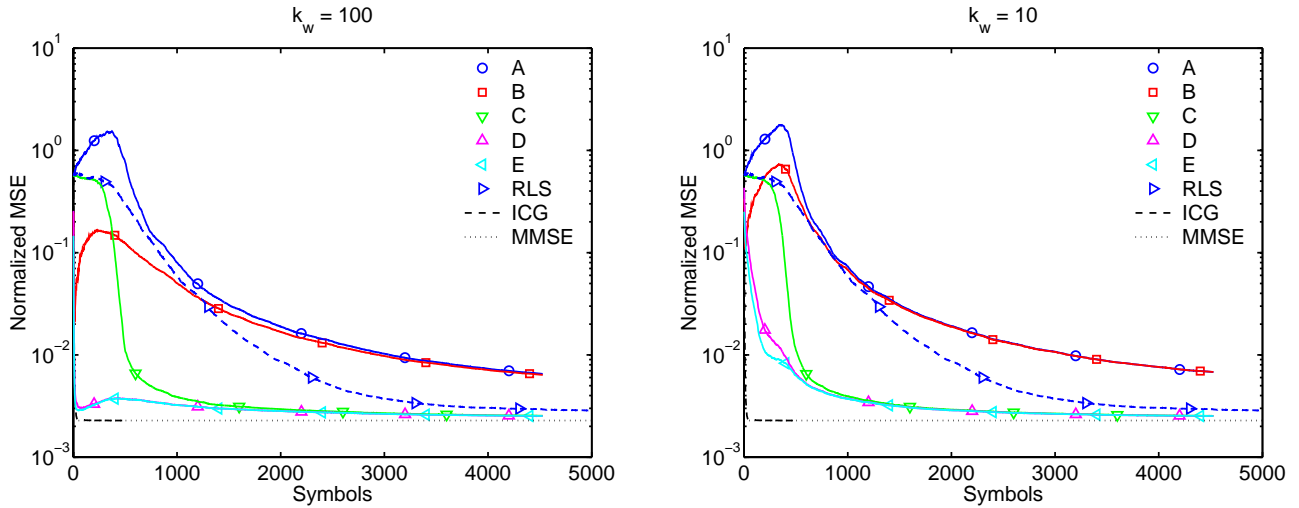 k_w = 100
Normalized MSE
10^1
10^0
10^−1
10^−2
10^−3
0
1000
2000
3000
4000
5000
Symbols
A
B
C
D
E
RLS
ICG
MMSE
k_w = 10
Normalized MSE
10^1
10^0
10^−1
10^−2
10^−3
0
1000
2000
3000
4000
5000
Symbols
A
B
C
D
E
RLS
ICG
MMSE